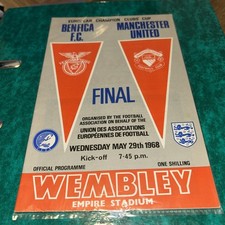 EUROPEAN CHAMPION CLUBS' CUP
BENFICA MANCHESTER
F.C. UNITED
FINAL
ORGANISED BY THE FOOTBALL
ASSOCIATION ON BEHALF OF THE
UNION DES ASSOCIATIONS
EUROPÉENNES DE FOOTBALL
WEDNESDAY MAY 29th 1968
Kick-off 7·45 p.m.
OFFICIAL PROGRAMME ONE SHILLING
WEMBLEY
EMPIRE STADIUM